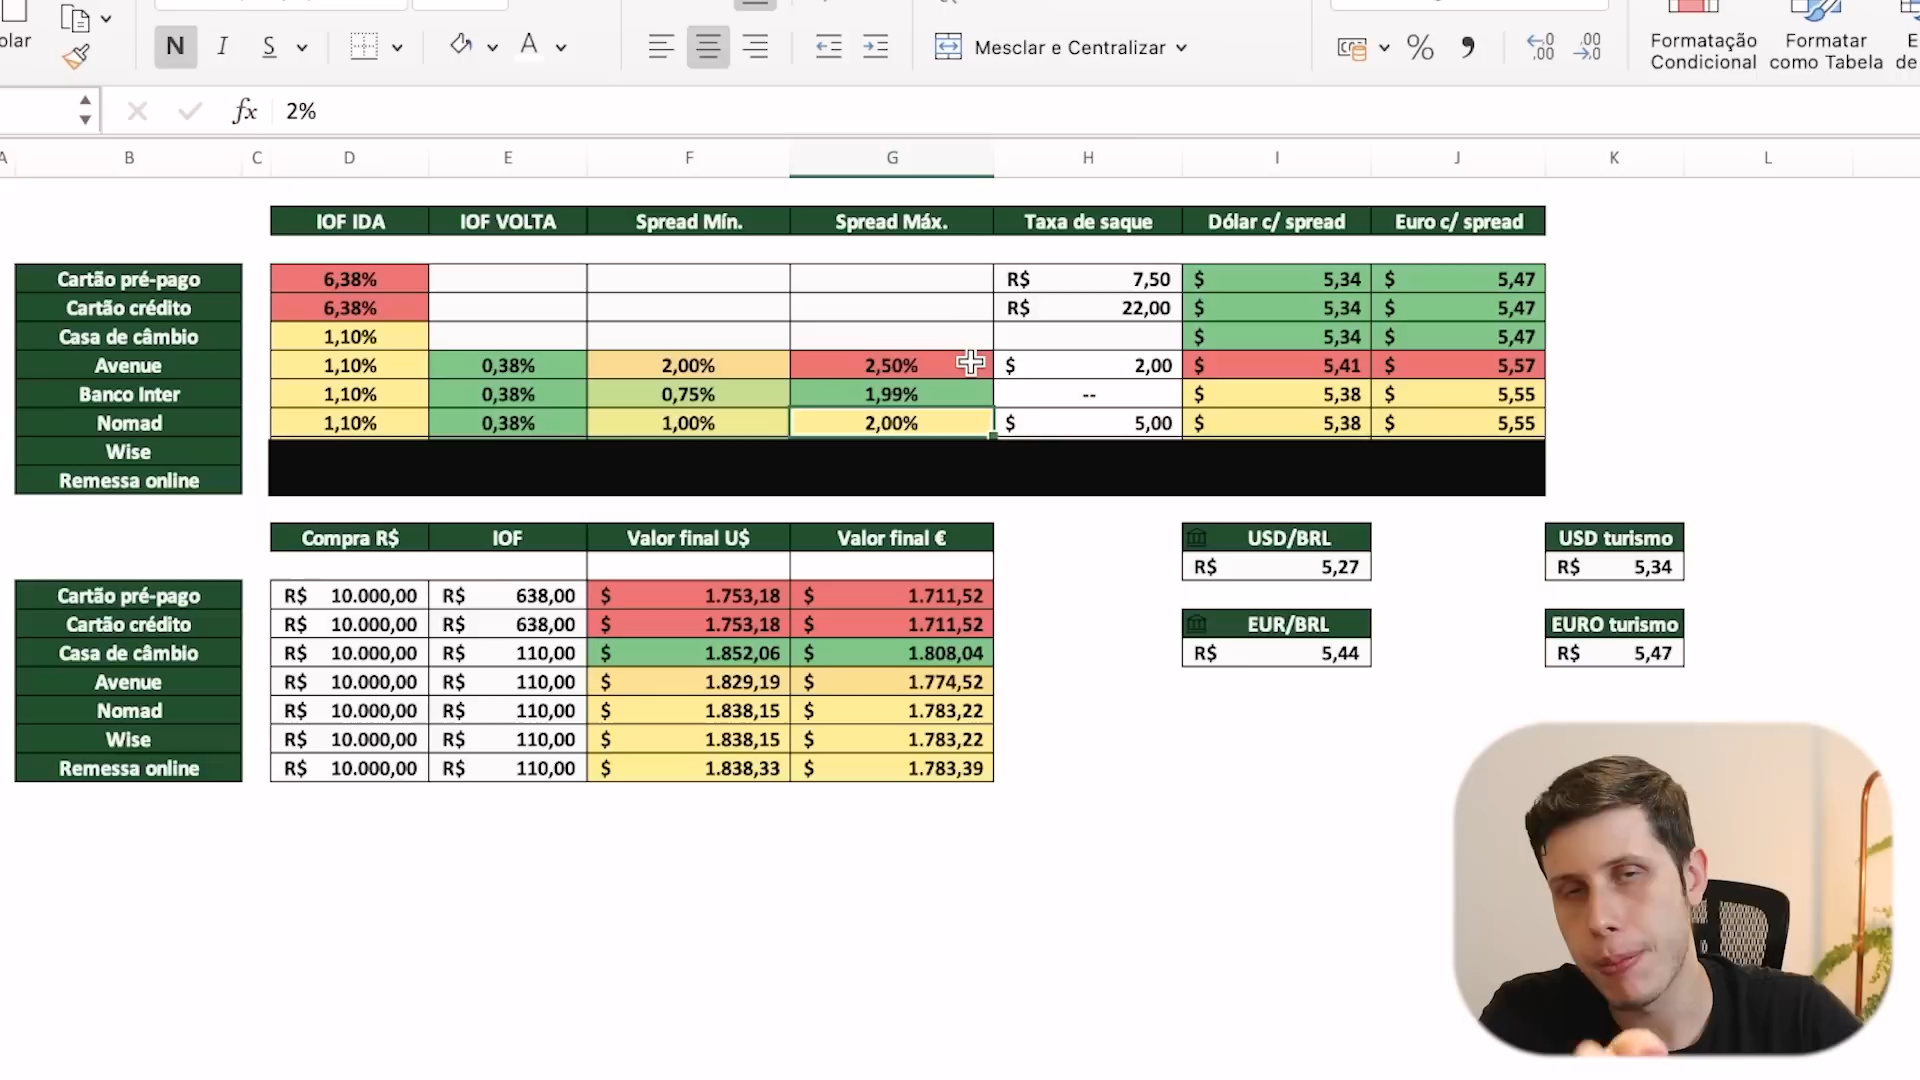 olar
N I S A Mesclar e Centralizar % Formatação Condicional Formatar como Tabela E de
fx 2%
A B C D E F G H I J K L
IOF IDA IOF VOLTA Spread Mín. Spread Máx. Taxa de saque Dólar c/ spread Euro c/ spread
Cartão pré-pago 6,38% R$ 7,50 $ 5,34 $ 5,47
Cartão crédito 6,38% R$ 22,00 $ 5,34 $ 5,47
Casa de câmbio 1,10% $ 5,34 $ 5,47
Avenue 1,10% 0,38% 2,00% 2,50% $ 2,00 $ 5,41 $ 5,57
Banco Inter 1,10% 0,38% 0,75% 1,99% -- $ 5,38 $ 5,55
Nomad 1,10% 0,38% 1,00% 2,00% $ 5,00 $ 5,38 $ 5,55
Wise
Remessa online
Compra R$ IOF Valor final U$ Valor final € USD/BRL USD turismo
R$ 5,27 R$ 5,34
Cartão pré-pago R$ 10.000,00 R$ 638,00 $ 1.753,18 $ 1.711,52
Cartão crédito R$ 10.000,00 R$ 638,00 $ 1.753,18 $ 1.711,52 EUR/BRL EURO turismo
Casa de câmbio R$ 10.000,00 R$ 110,00 $ 1.852,06 $ 1.808,04 R$ 5,44 R$ 5,47
Avenue R$ 10.000,00 R$ 110,00 $ 1.829,19 $ 1.774,52
Nomad R$ 10.000,00 R$ 110,00 $ 1.838,15 $ 1.783,22
Wise R$ 10.000,00 R$ 110,00 $ 1.838,15 $ 1.783,22
Remessa online R$ 10.000,00 R$ 110,00 $ 1.838,33 $ 1.783,39